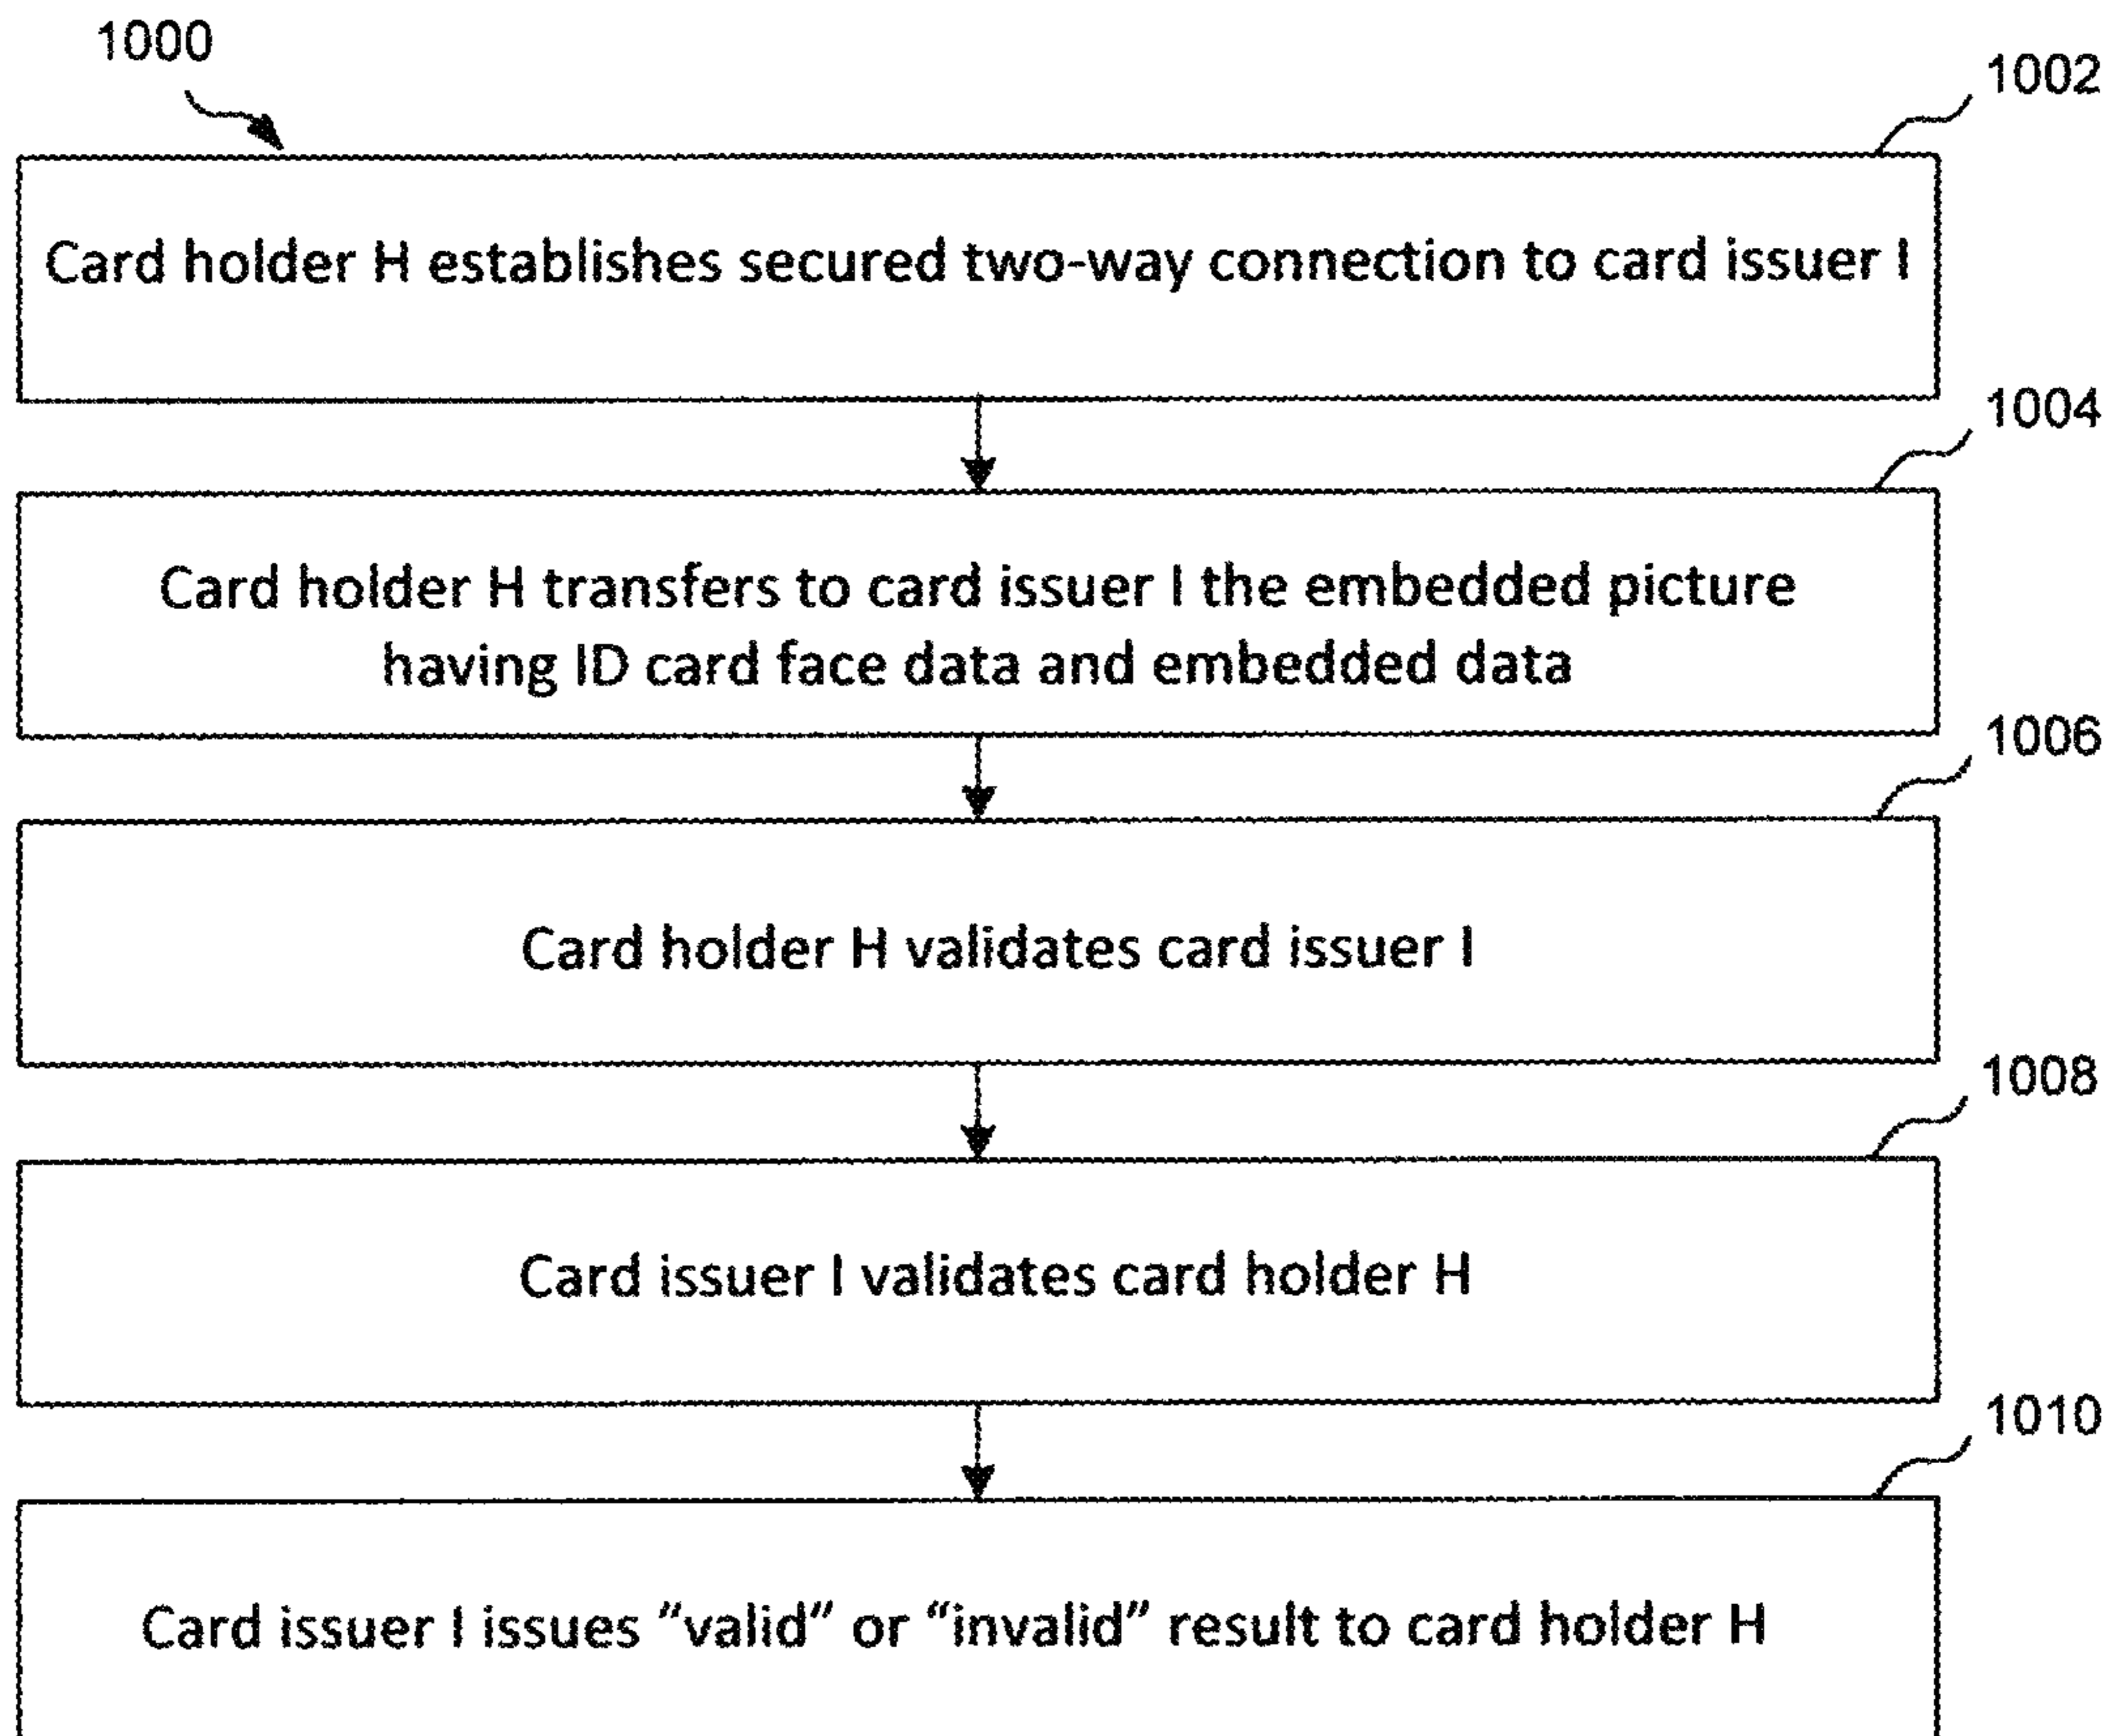 1000
1002
Card holder H establishes secured two-way connection to card issuer I
1004
Card holder H transfers to card issuer I the embedded picture
having ID card face data and embedded data
1006
Card holder H validates card issuer I
1008
Card issuer I validates card holder H
1010
Card issuer I issues “valid” or “invalid” result to card holder H